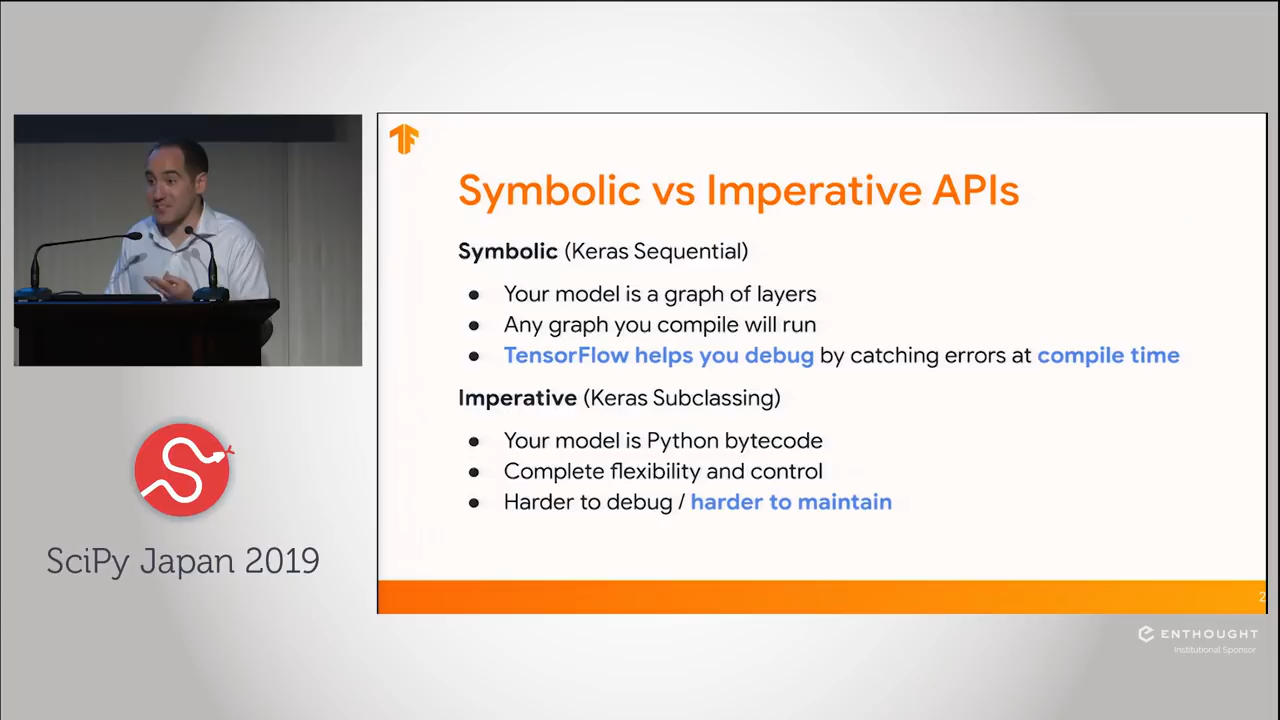 Symbolic vs Imperative APIs
Symbolic (Keras Sequential)
● Your model is a graph of layers
● Any graph you compile will run
● TensorFlow helps you debug by catching errors at compile time
Imperative (Keras Subclassing)
● Your model is Python bytecode
● Complete flexibility and control
● Harder to debug / harder to maintain
2
SciPy Japan 2019
ENTHOUGHT
Institutional Sponsor